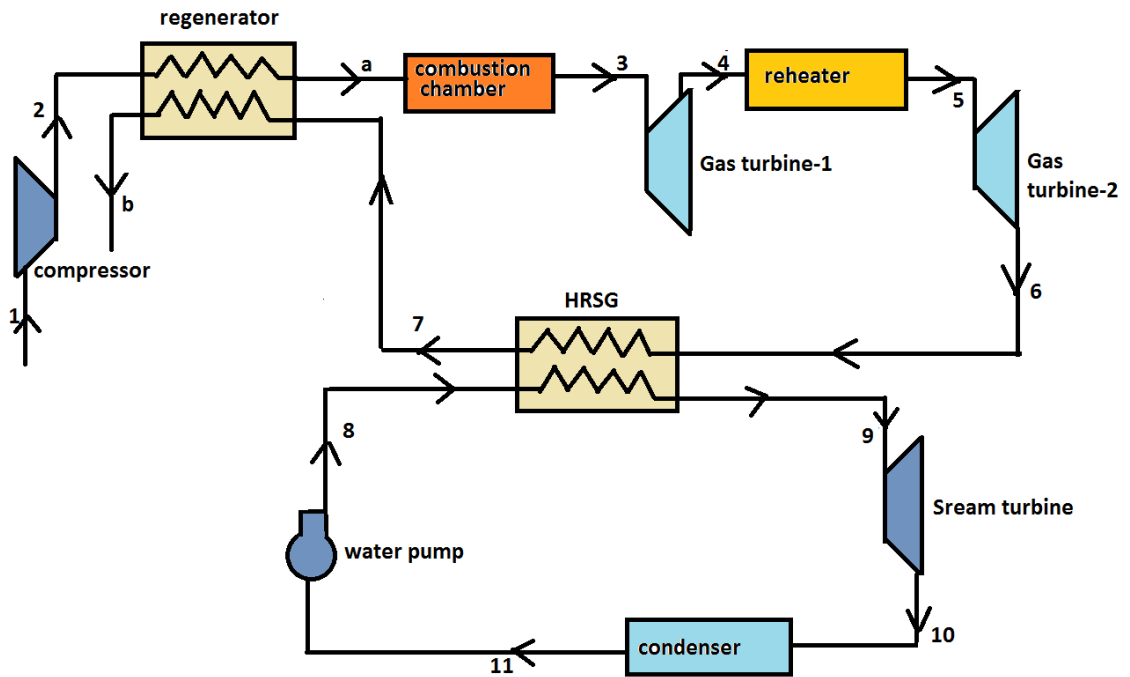 regenerator
a
combustion
chamber
3
4
reheater
5
2
Gas turbine-1
Gas
turbine-2
b
compressor
1
HRSG
6
7
8
9
Sream turbine
water pump
10
condenser
11